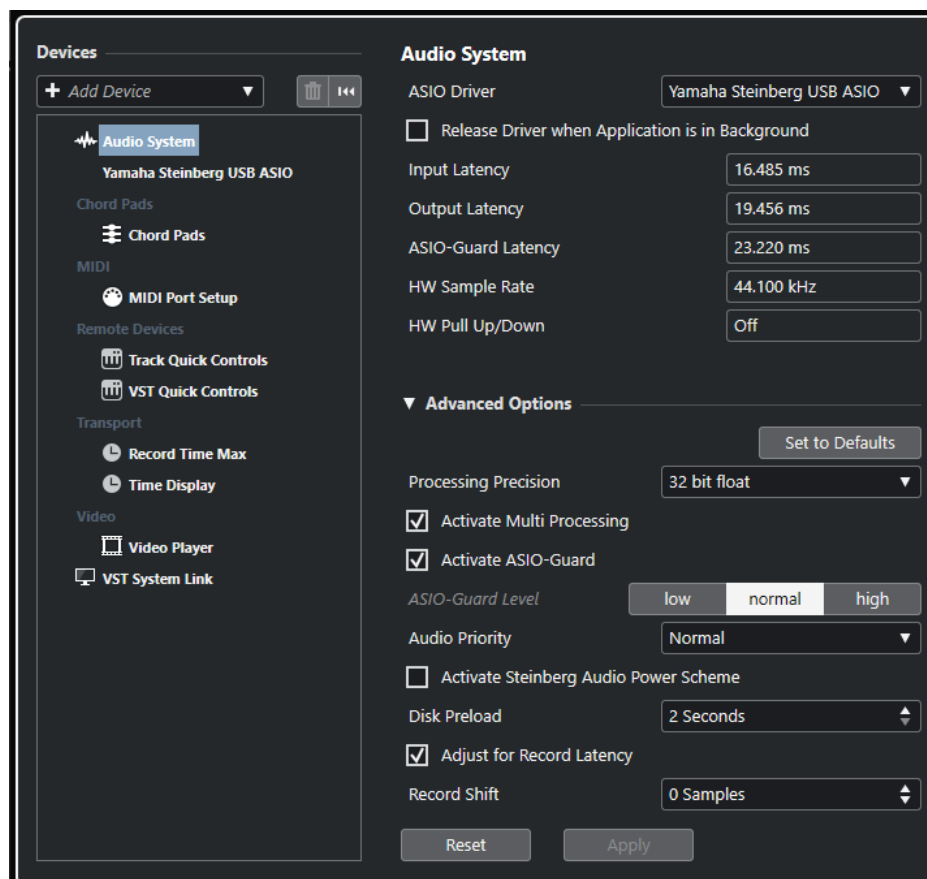 Devices
Add Device
Audio System
Yamaha Steinberg USB ASIO
Chord Pads
Chord Pads
MIDI
MIDI Port Setup
Remote Devices
Track Quick Controls
VST Quick Controls
Transport
Record Time Max
Time Display
Video
Video Player
VST System Link
Audio System
ASIO Driver Yamaha Steinberg USB ASIO
Release Driver when Application is in Background
Input Latency 16.485 ms
Output Latency 19.456 ms
ASIO-Guard Latency 23.220 ms
HW Sample Rate 44.100 kHz
HW Pull Up/Down Off
Advanced Options
Set to Defaults
Processing Precision 32 bit float
Activate Multi Processing
Activate ASIO-Guard
ASIO-Guard Level low normal high
Audio Priority Normal
Activate Steinberg Audio Power Scheme
Disk Preload 2 Seconds
Adjust for Record Latency
Record Shift 0 Samples
Reset Apply